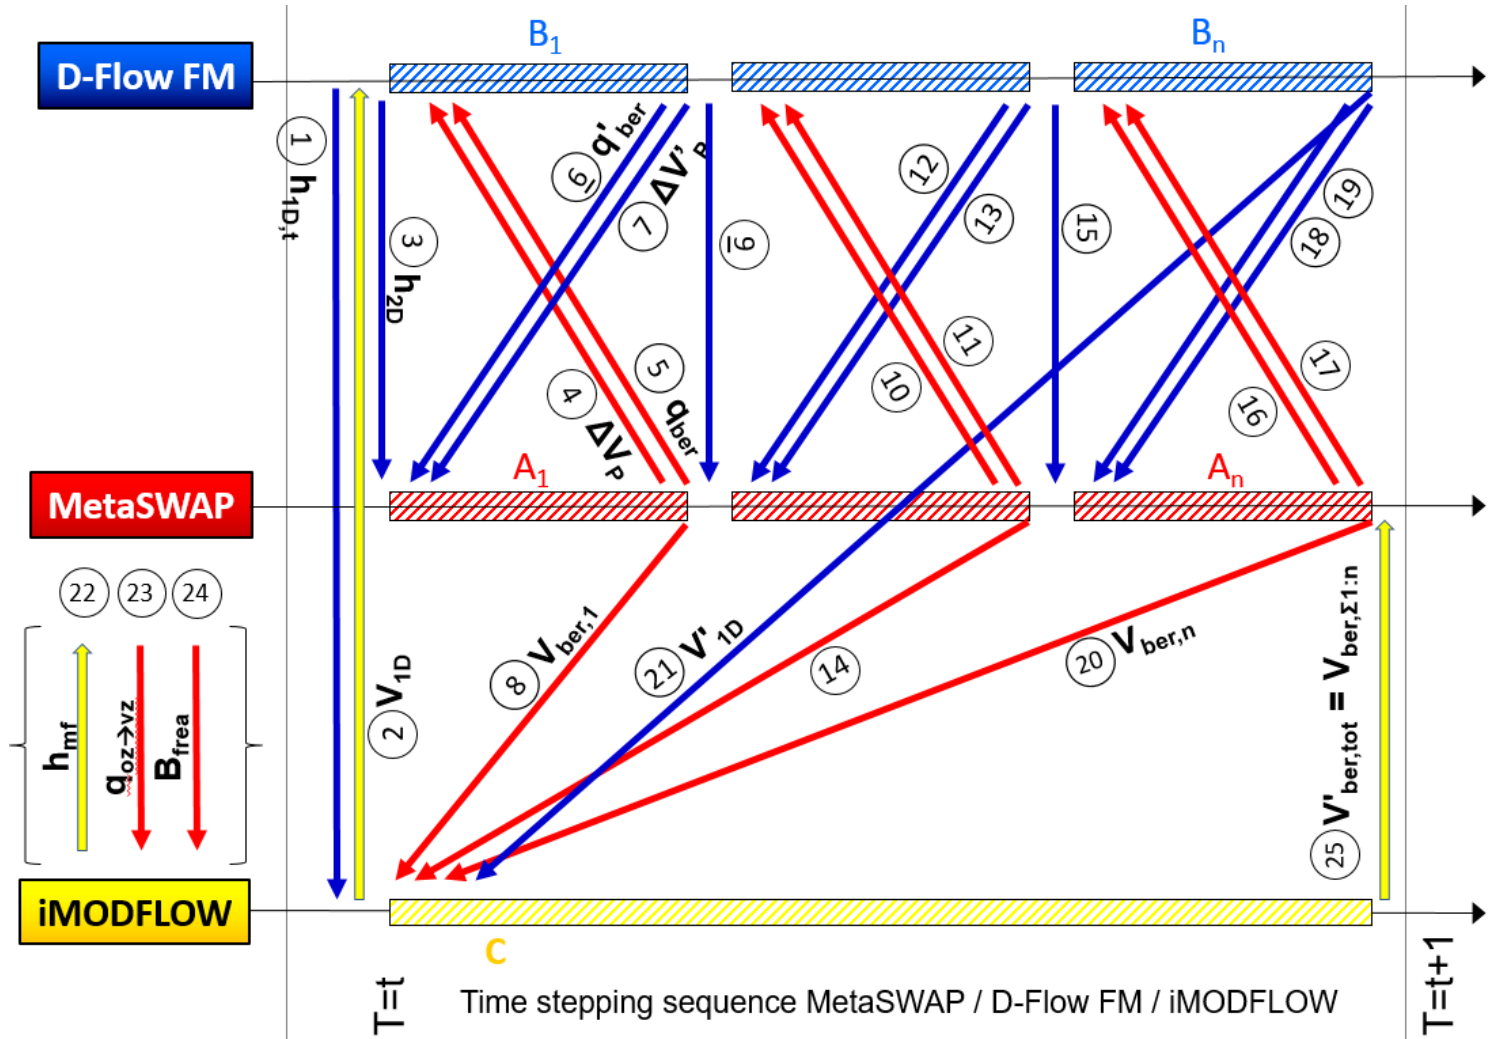 B1
Bn
D-Flow FM
1 h1D,t
3 h2D
6 q'ber
7 ΔV'P
9
12
13
15
19
18
4 ΔVP
5 qber
10
11
16
17
A1
An
MetaSWAP
22
23
24
hmf
qoz→vz
Bfrea
2 V1D
8 Vber,1
21 V'1D
14
20 Vber,n
25 V'ber,tot = Vber,Σ1:n
iMODFLOW
C
T=t
Time stepping sequence MetaSWAP / D-Flow FM / iMODFLOW
T=t+1